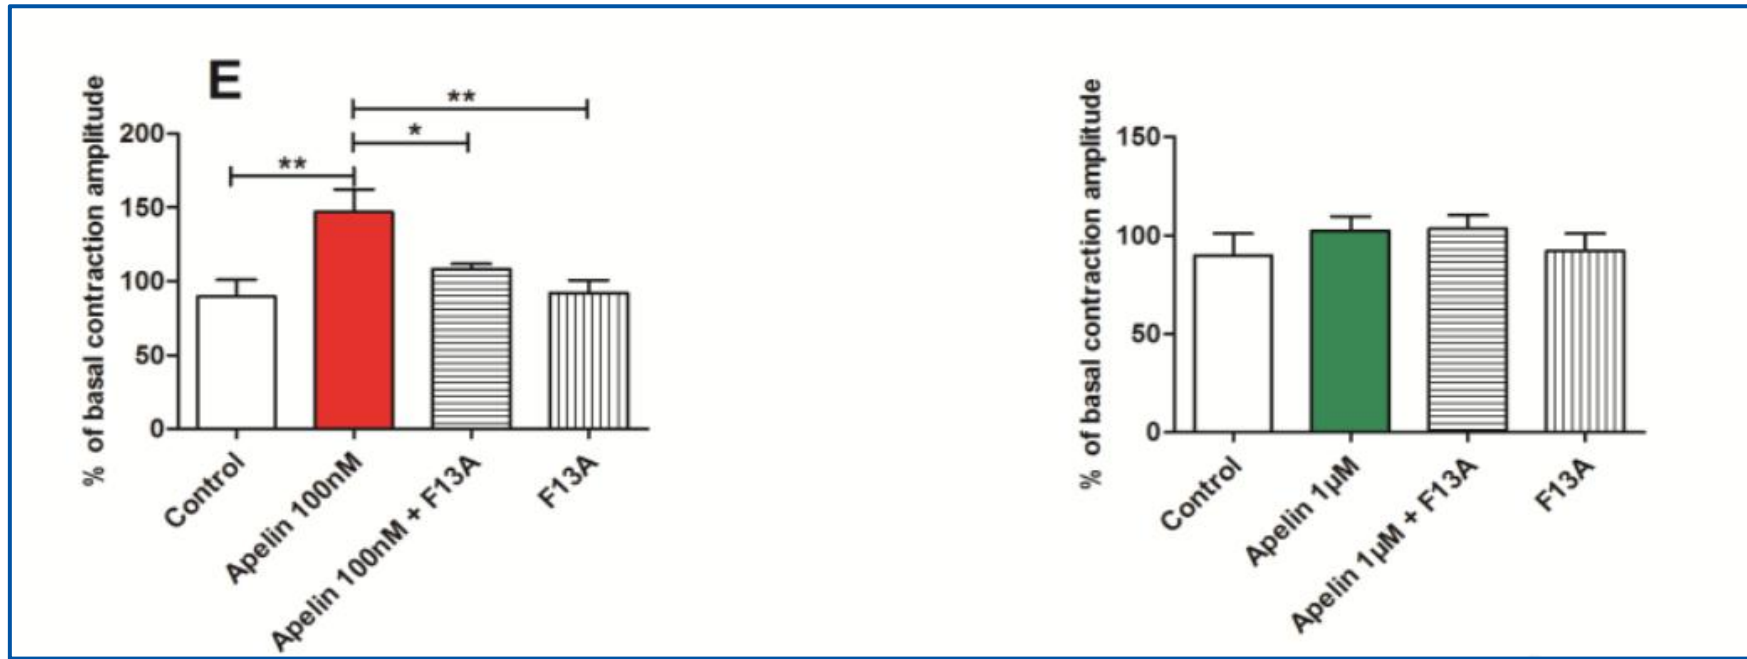 E
% of basal contraction amplitude
200
150
100
50
0
**
*
**
Control
Apelin 100nM
Apelin 100nM + F13A
F13A
% of basal contraction amplitude
150
100
50
0
Control
Apelin 1µM
Apelin 1µM + F13A
F13A